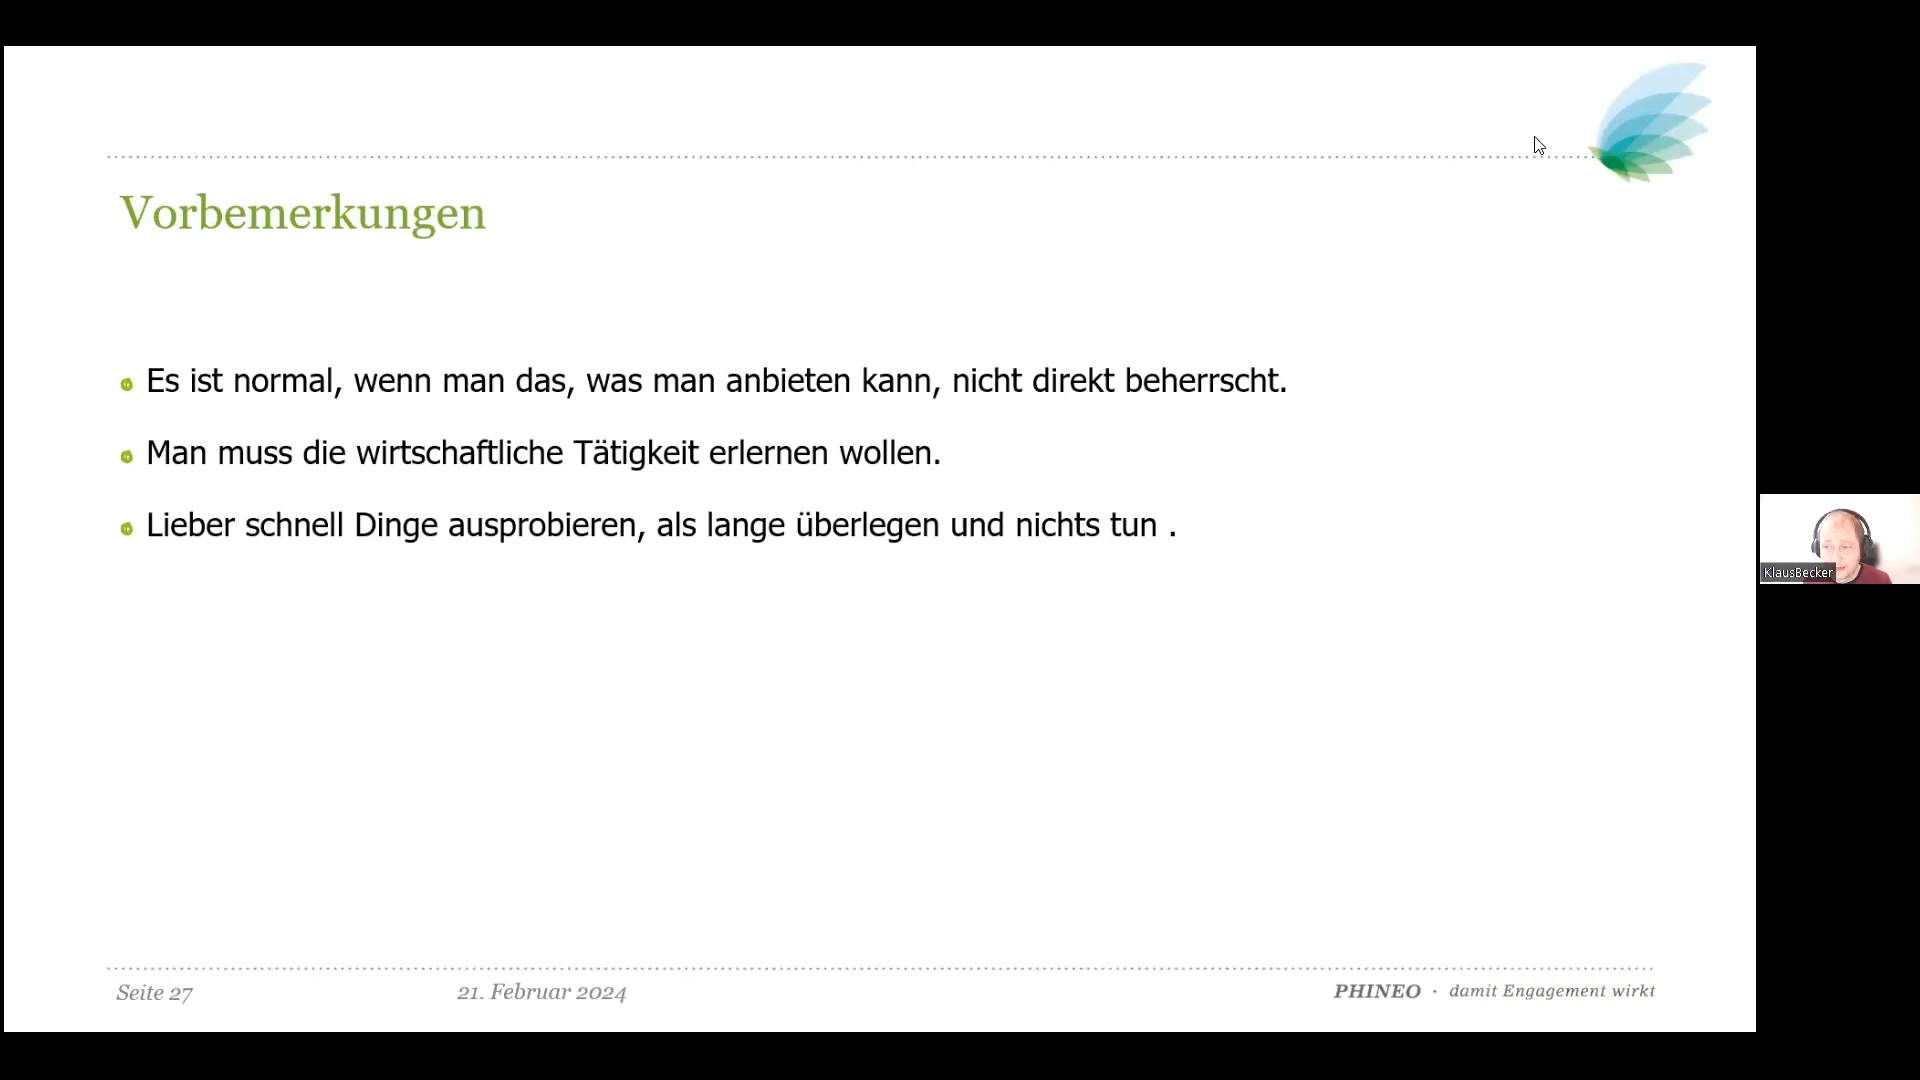 Vorbemerkungen
Es ist normal, wenn man das, was man anbieten kann, nicht direkt beherrscht.
Man muss die wirtschaftliche Tätigkeit erlernen wollen.
Lieber schnell Dinge ausprobieren, als lange überlegen und nichts tun .
KlausBecker
Seite 27
21. Februar 2024
PHINEO · damit Engagement wirkt